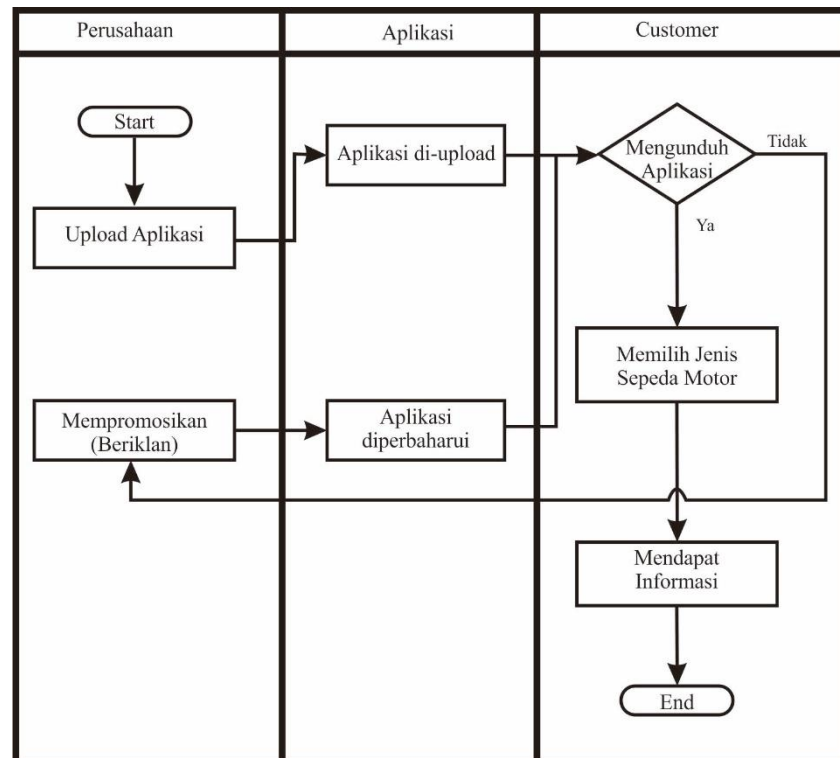 Perusahaan
Aplikasi
Customer
Start
Upload Aplikasi
Aplikasi di-upload
Mengunduh
Aplikasi
Tidak
Ya
Memilih Jenis
Sepeda Motor
Mempromosikan
(Beriklan)
Aplikasi
diperbaharui
Mendapat
Informasi
End